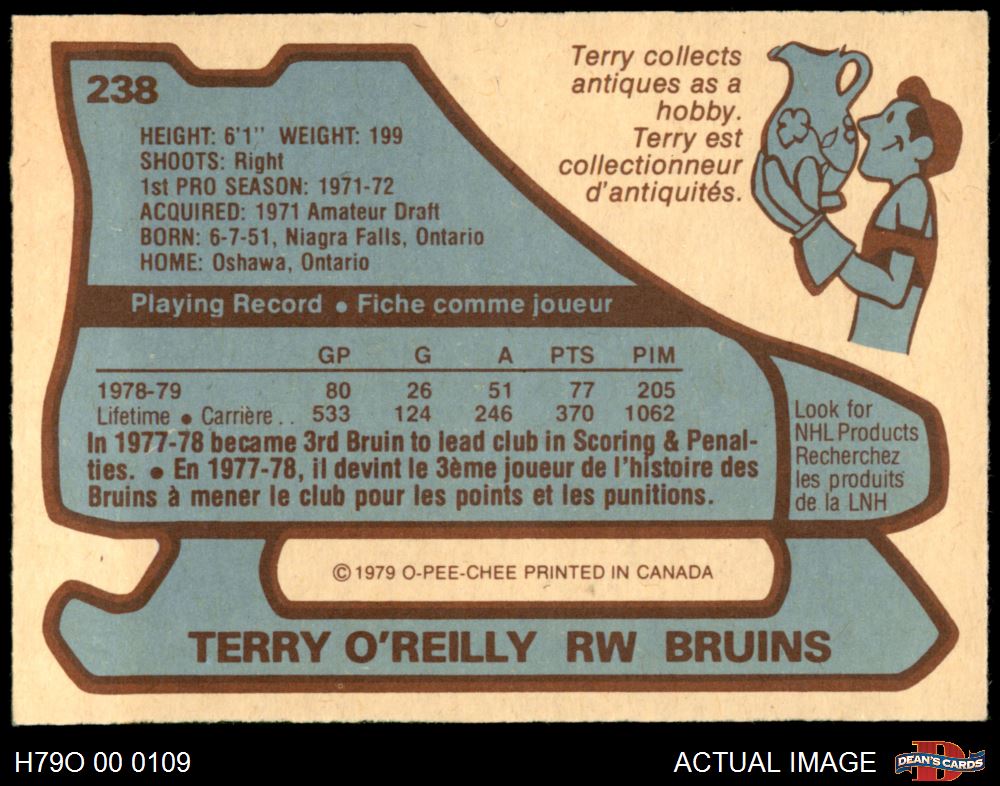 238
HEIGHT: 6'1" WEIGHT: 199
SHOOTS: Right
1st PRO SEASON: 1971-72
ACQUIRED: 1971 Amateur Draft
BORN: 6-7-51, Niagra Falls, Ontario
HOME: Oshawa, Ontario
Terry collects
antiques as a
hobby.
Terry est
collectionneur
d'antiquités.
Playing Record • Fiche comme joueur
GP G A PTS PIM
1978-79 80 26 51 77 205
Lifetime • Carrière . . 533 124 246 370 1062
In 1977-78 became 3rd Bruin to lead club in Scoring & Penal-
ties. • En 1977-78, il devint le 3ème joueur de l'histoire des
Bruins à mener le club pour les points et les punitions.
Look for
NHL Products
Recherchez
les produits
de la LNH
© 1979 O-PEE-CHEE PRINTED IN CANADA
TERRY O'REILLY RW BRUINS
H79O 00 0109
ACTUAL IMAGE
D
DEAN'S CARDS